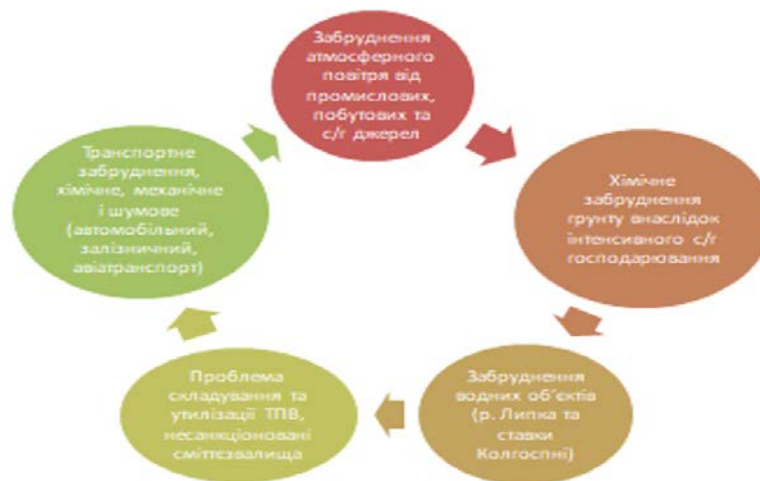 Забруднення
атмосферного
повітря від
промислових,
побутових та
с/г джерел
Хімічне
забруднення
грунту внаслідок
інтенсивного с/г
господарювання
Забруднення
водних об'єктів
(р. Липка та
ставки
Колгоспні)
Проблема
складування та
утилізації ТПВ,
несанкціоновані
сміттєзвалища
Транспортне
забруднення,
хімічне, механічне
і шумове
(автомобільний,
залізничний,
авіатранспорт)